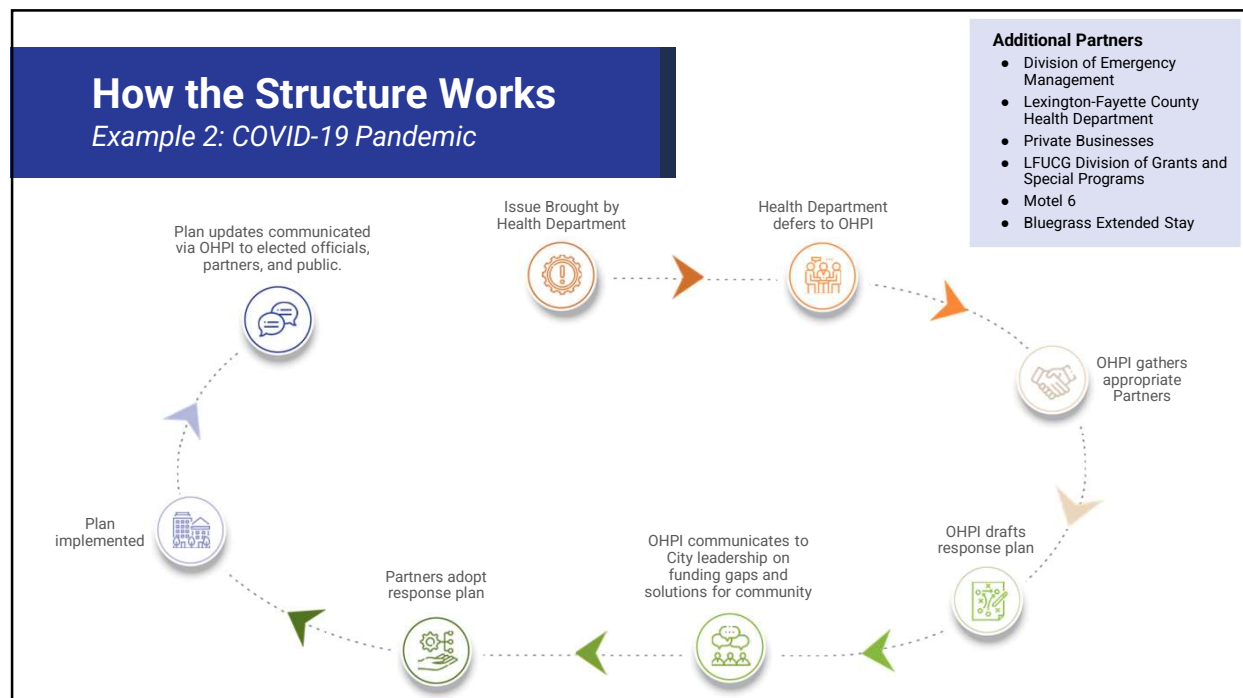 How the Structure Works
Example 2: COVID-19 Pandemic
Additional Partners
● Division of Emergency
Management
● Lexington-Fayette County
Health Department
● Private Businesses
● LFUCG Division of Grants and
Special Programs
● Motel 6
● Bluegrass Extended Stay
Issue Brought by
Health Department
Health Department
defers to OHPI
OHPI gathers
appropriate
Partners
OHPI drafts
response plan
OHPI communicates to
City leadership on
funding gaps and
solutions for community
Partners adopt
response plan
Plan
implemented
Plan updates communicated
via OHPI to elected officials,
partners, and public.